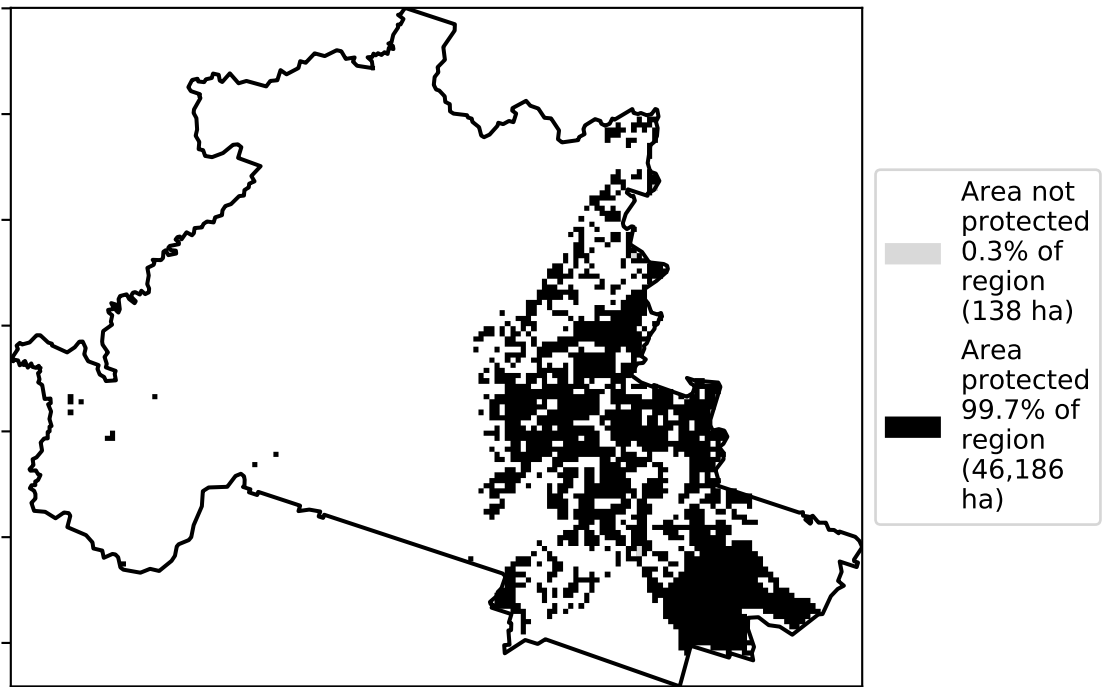 Area not
protected
0.3% of
region
(138 ha)
Area
protected
99.7% of
region
(46,186
ha)